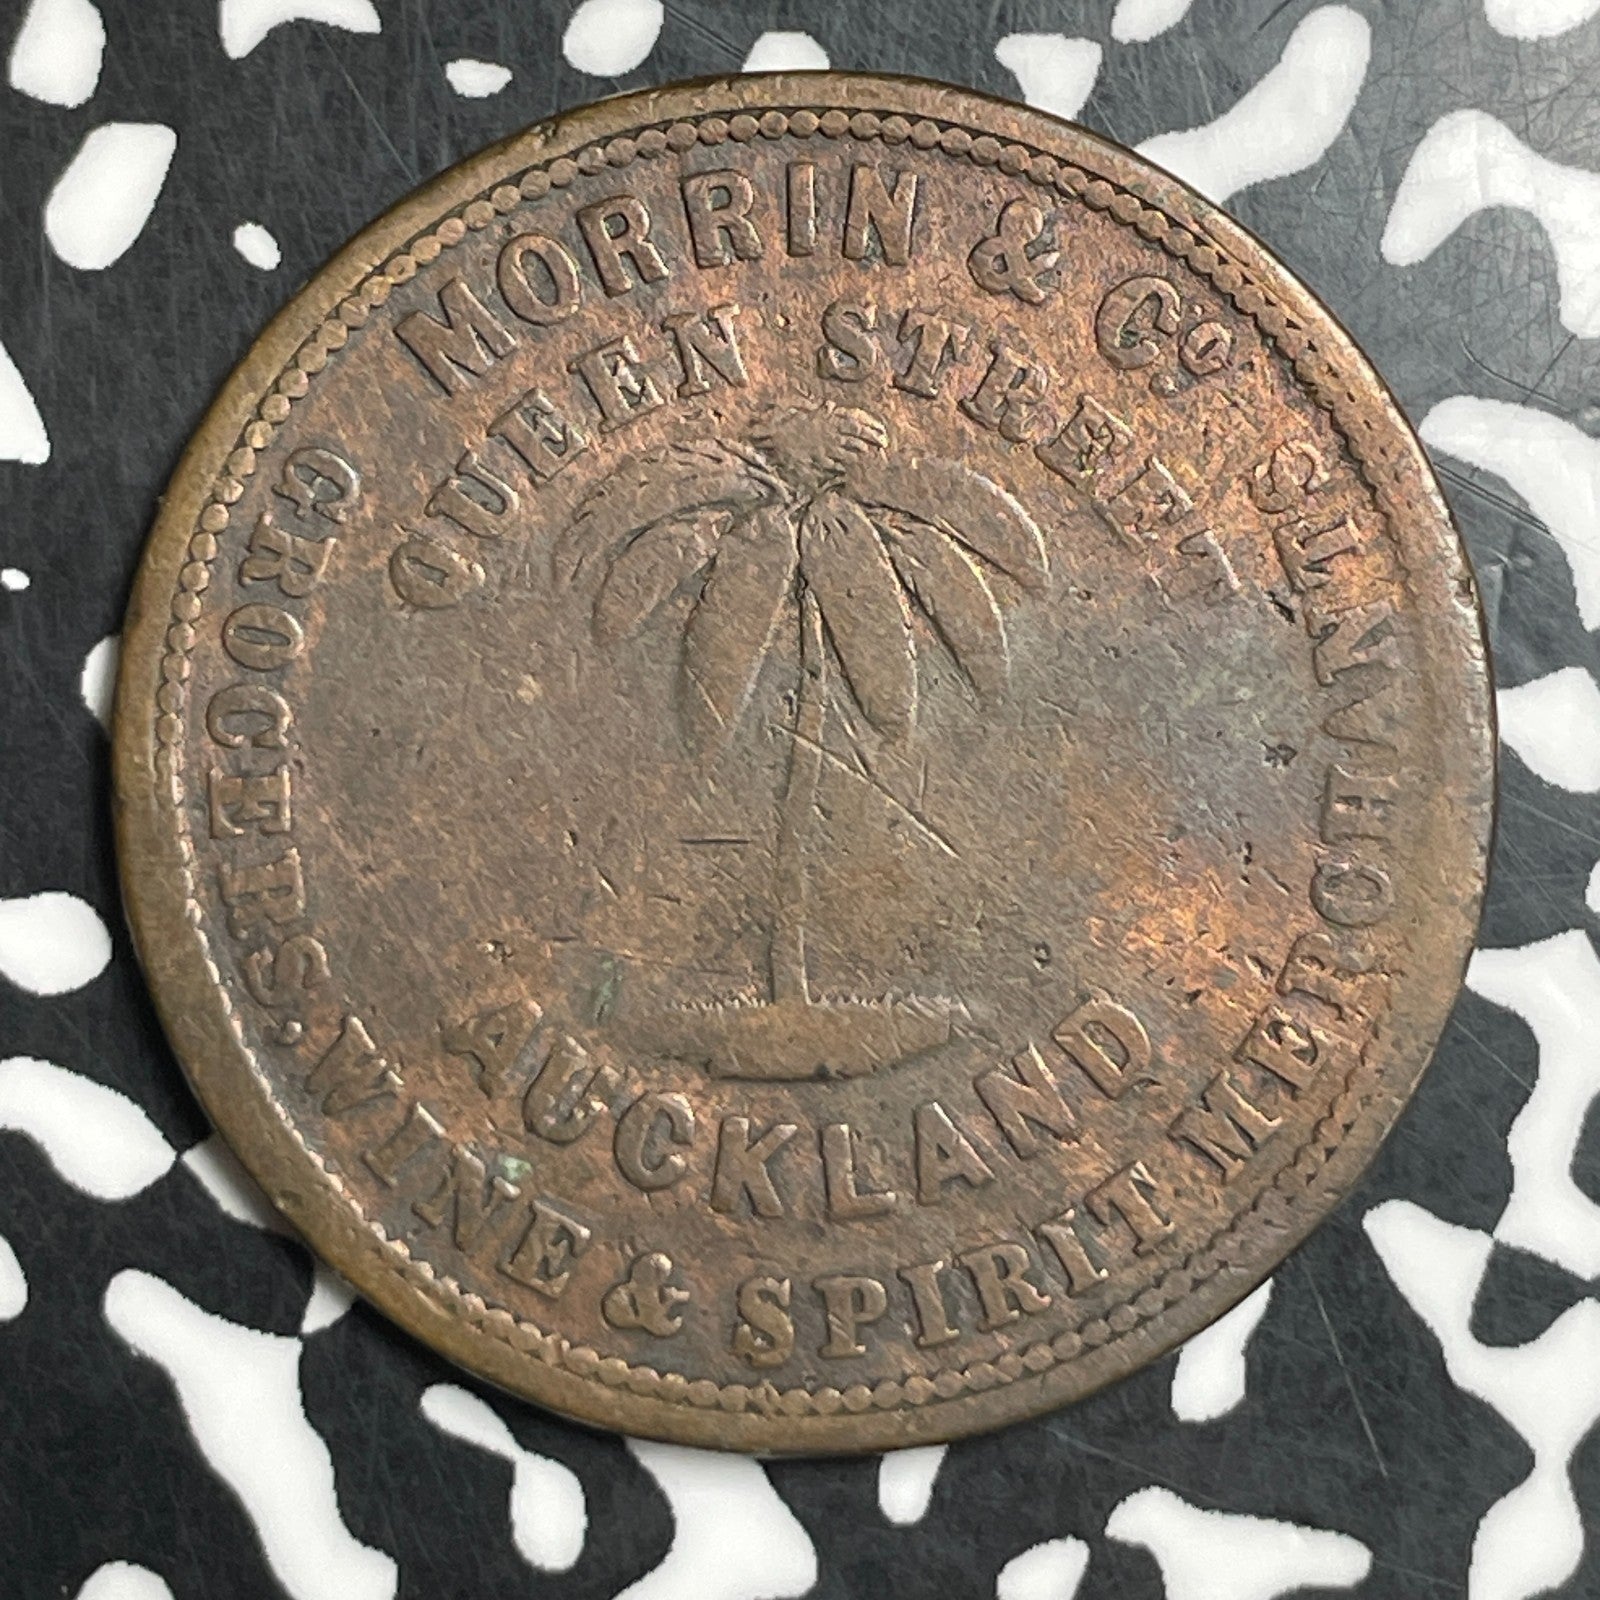 MORRIN & Co.
QUEEN STREET
AUCKLAND
GROCERS. WINE & SPIRIT MERCHANTS